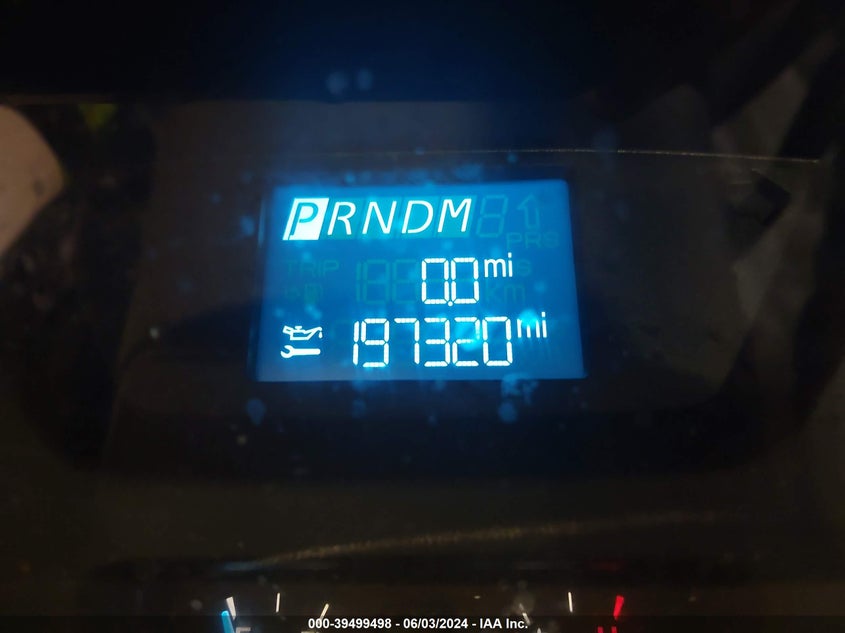 PRNDM
PRS
TRIP
0.0 mi
km
197320 mi
000-39499498 - 06/03/2024 - IAA Inc.